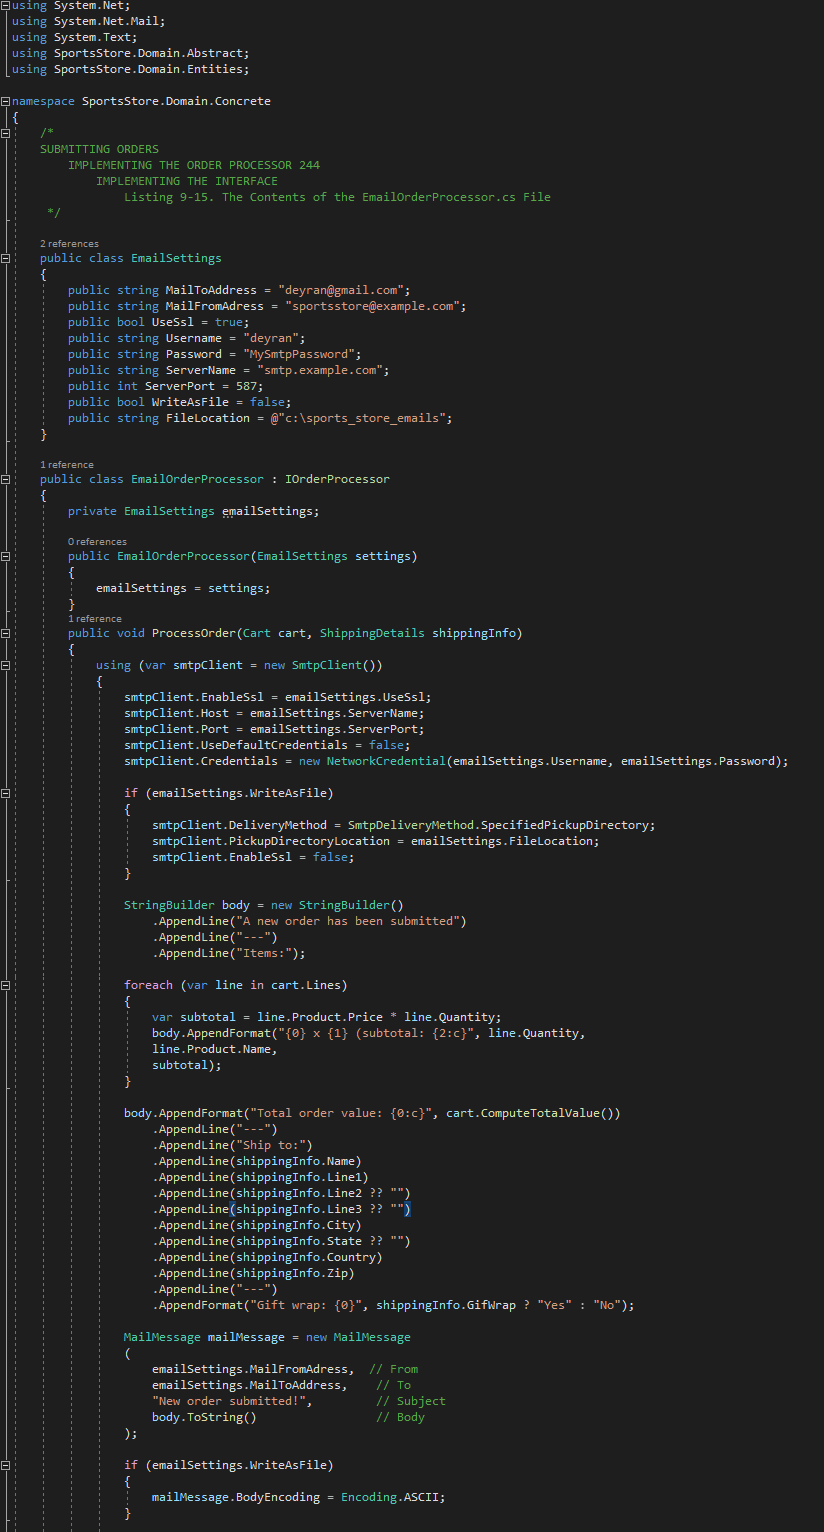 using System.Net;
using System.Net.Mail;
using System.Text;
using SportsStore.Domain.Abstract;
using SportsStore.Domain.Entities;
namespace SportsStore.Domain.Concrete
{
/*
SUBMITTING ORDERS
IMPLEMENTING THE ORDER PROCESSOR 244
IMPLEMENTING THE INTERFACE
Listing 9-15. The Contents of the EmailOrderProcessor.cs File
*/
2 references
public class EmailSettings
{
public string MailToAddress = "deyran@gmail.com";
public string MailFromAdress = "sportsstore@example.com";
public bool UseSsl = true;
public string Username = "deyran";
public string Password = "MySmtpPassword";
public string ServerName = "smtp.example.com";
public int ServerPort = 587;
public bool WriteAsFile = false;
public string FileLocation = @"c:\sports_store_emails";
}
1 reference
public class EmailOrderProcessor : IOrderProcessor
{
private EmailSettings emailSettings;
0 references
public EmailOrderProcessor(EmailSettings settings)
{
emailSettings = settings;
}
1 reference
public void ProcessOrder(Cart cart, ShippingDetails shippingInfo)
{
using (var smtpClient = new SmtpClient())
{
smtpClient.EnableSsl = emailSettings.UseSsl;
smtpClient.Host = emailSettings.ServerName;
smtpClient.Port = emailSettings.ServerPort;
smtpClient.UseDefaultCredentials = false;
smtpClient.Credentials = new NetworkCredential(emailSettings.Username, emailSettings.Password);
if (emailSettings.WriteAsFile)
{
smtpClient.DeliveryMethod = SmtpDeliveryMethod.SpecifiedPickupDirectory;
smtpClient.PickupDirectoryLocation = emailSettings.FileLocation;
smtpClient.EnableSsl = false;
}
StringBuilder body = new StringBuilder()
.AppendLine("A new order has been submitted")
.AppendLine("---")
.AppendLine("Items:");
foreach (var line in cart.Lines)
{
var subtotal = line.Product.Price * line.Quantity;
body.AppendFormat("{0} x {1} (subtotal: {2:c}", line.Quantity,
line.Product.Name,
subtotal);
}
body.AppendFormat("Total order value: {0:c}", cart.ComputeTotalValue())
.AppendLine("---")
.AppendLine("Ship to:")
.AppendLine(shippingInfo.Name)
.AppendLine(shippingInfo.Line1)
.AppendLine(shippingInfo.Line2 ?? "")
.AppendLine(shippingInfo.Line3 ?? "")
.AppendLine(shippingInfo.City)
.AppendLine(shippingInfo.State ?? "")
.AppendLine(shippingInfo.Country)
.AppendLine(shippingInfo.Zip)
.AppendLine("---")
.AppendFormat("Gift wrap: {0}", shippingInfo.GifWrap ? "Yes" : "No");
MailMessage mailMessage = new MailMessage
(
emailSettings.MailFromAdress, // From
emailSettings.MailToAddress, // To
"New order submitted!", // Subject
body.ToString() // Body
);
if (emailSettings.WriteAsFile)
{
mailMessage.BodyEncoding = Encoding.ASCII;
}